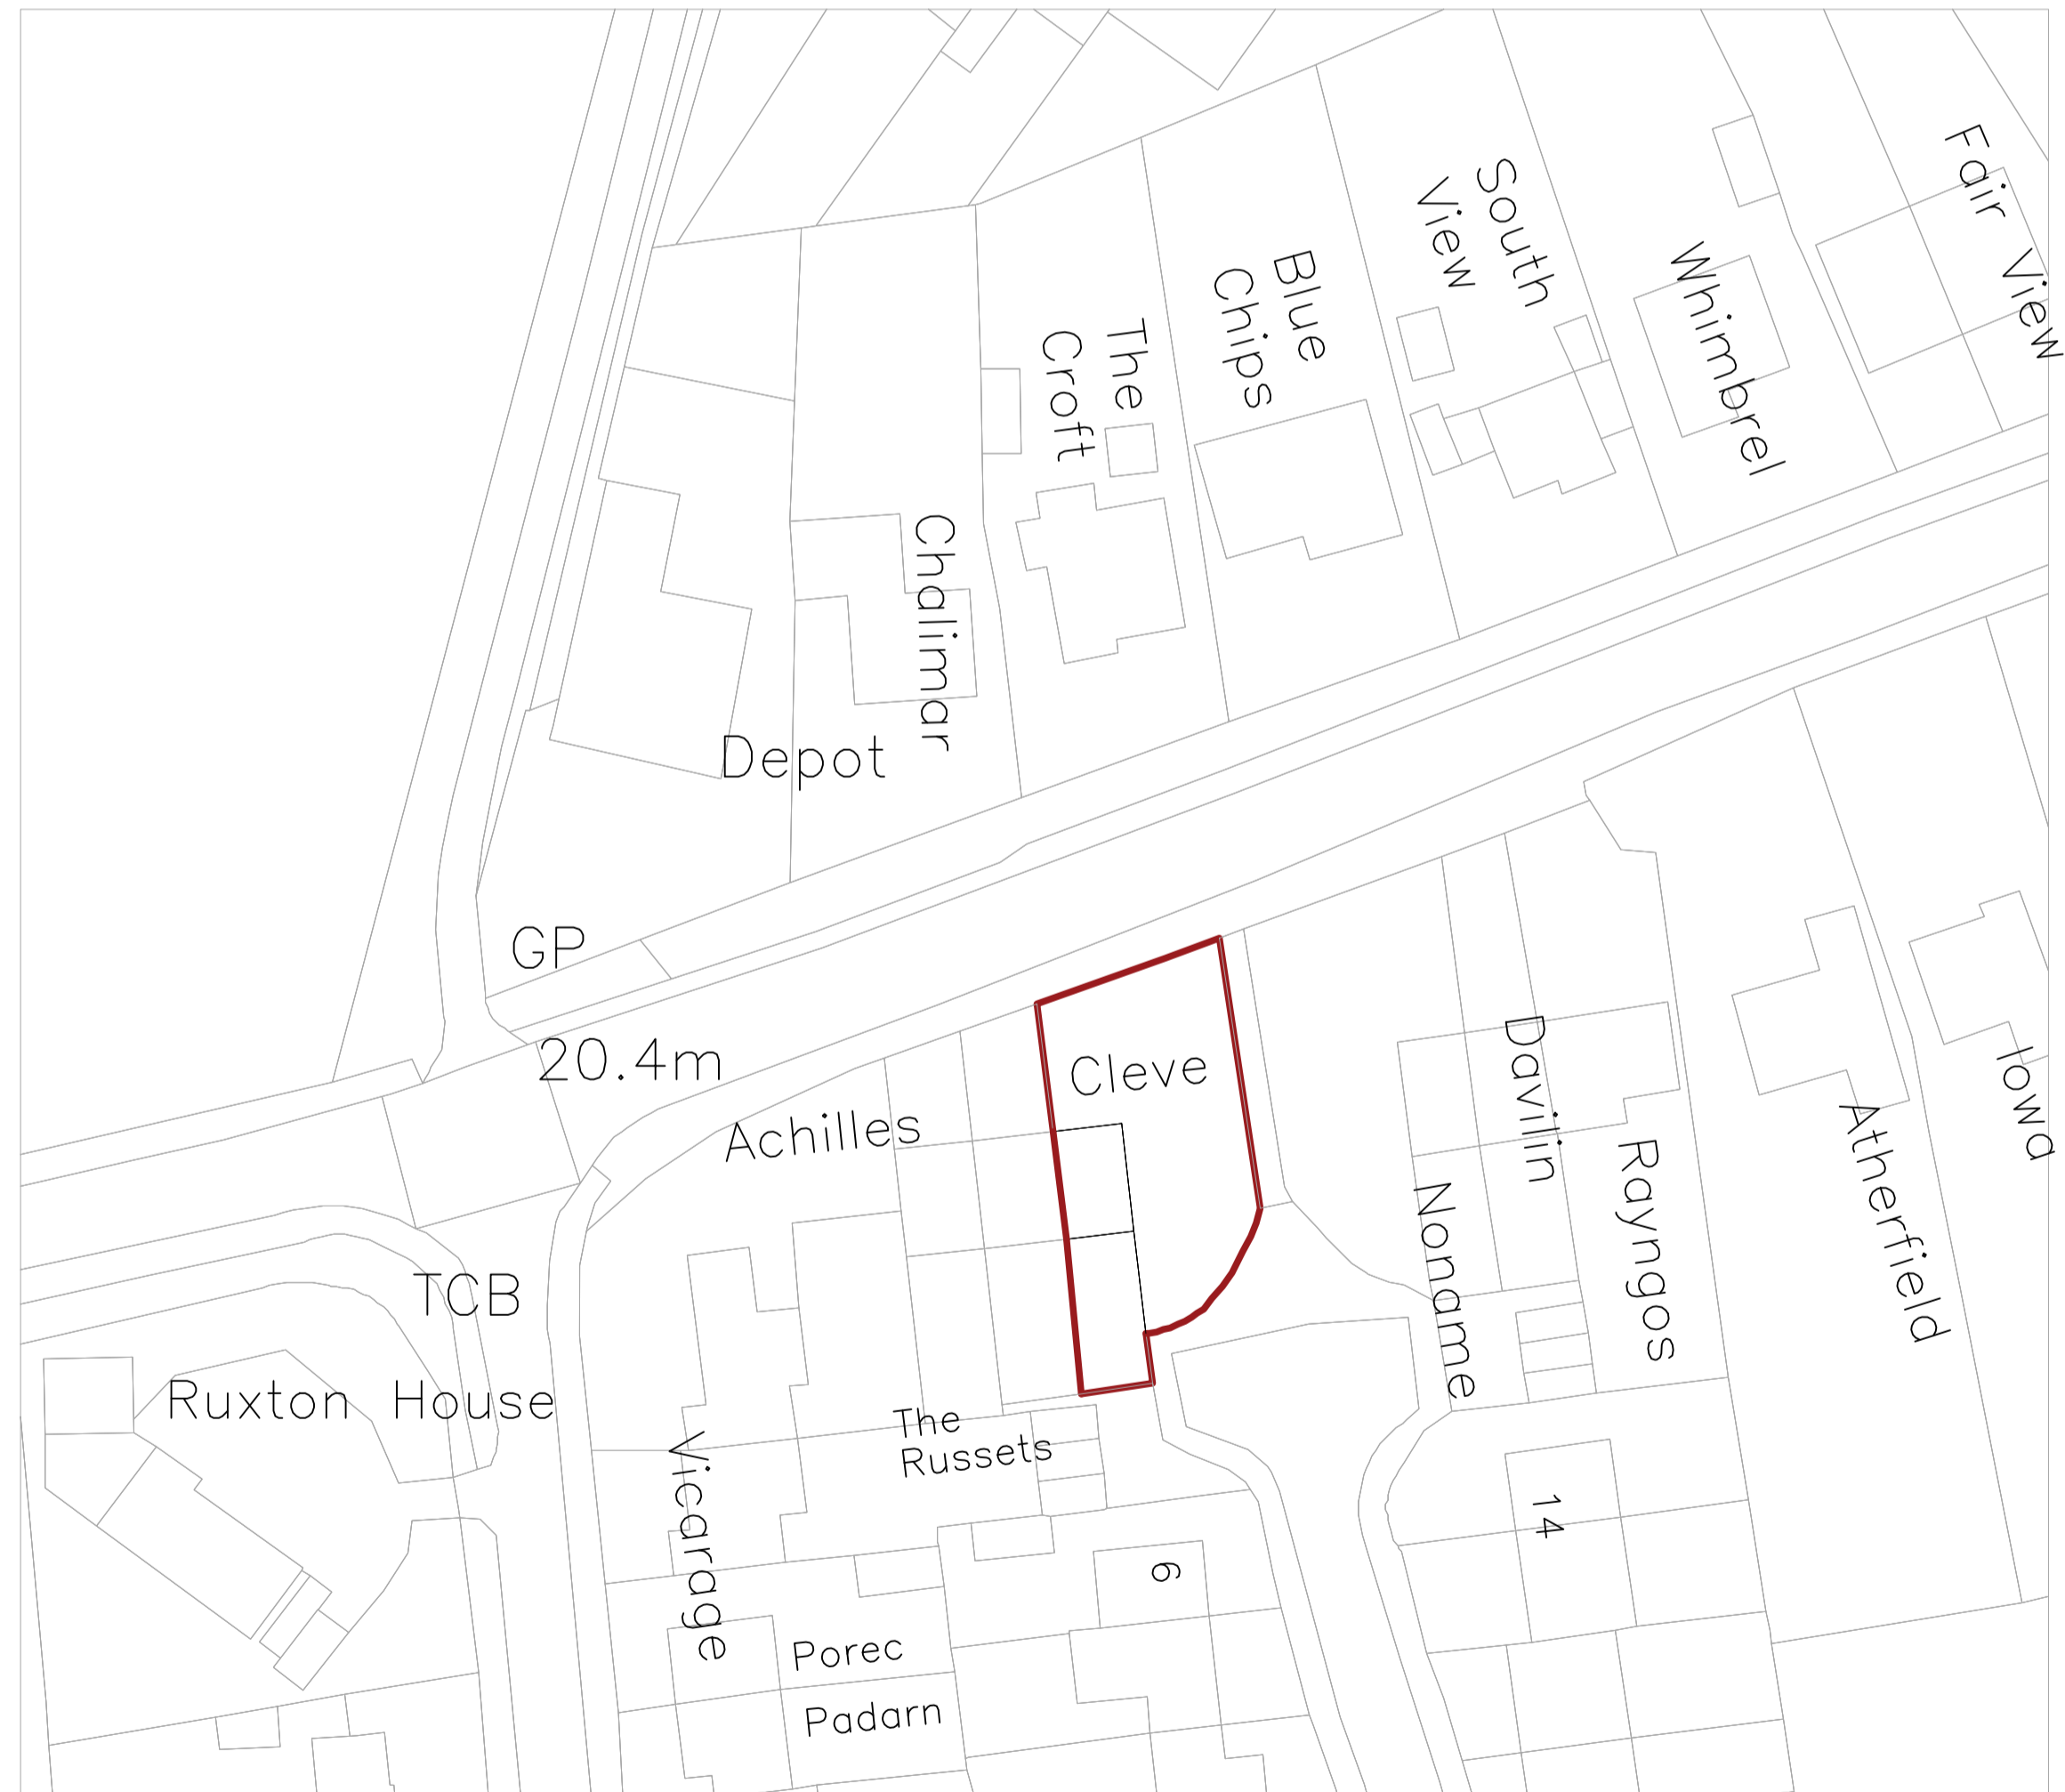 Fair View
South
View
Whimbrel
Blue
Chips
The
Croft
Chalimar
Depot
GP
20.4m
Cleve
Achilles
Davilin
Noname
Rayngos
Atherfield
Iowa
TCB
Ruxton House
The
Russets
Vicarage
14
6
Porec
Padarn